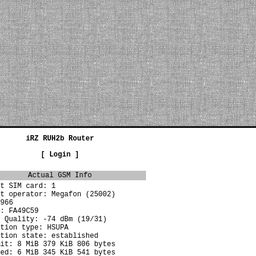 iRZ RUH2b Router
[ Login ]
Actual GSM Info
t SIM card: 1
t operator: Megafon (25002)
966
: FA49C59
Quality: -74 dBm (19/31)
tion type: HSUPA
tion state: established
it: 8 MiB 379 KiB 806 bytes
ed: 6 MiB 345 KiB 541 bytes